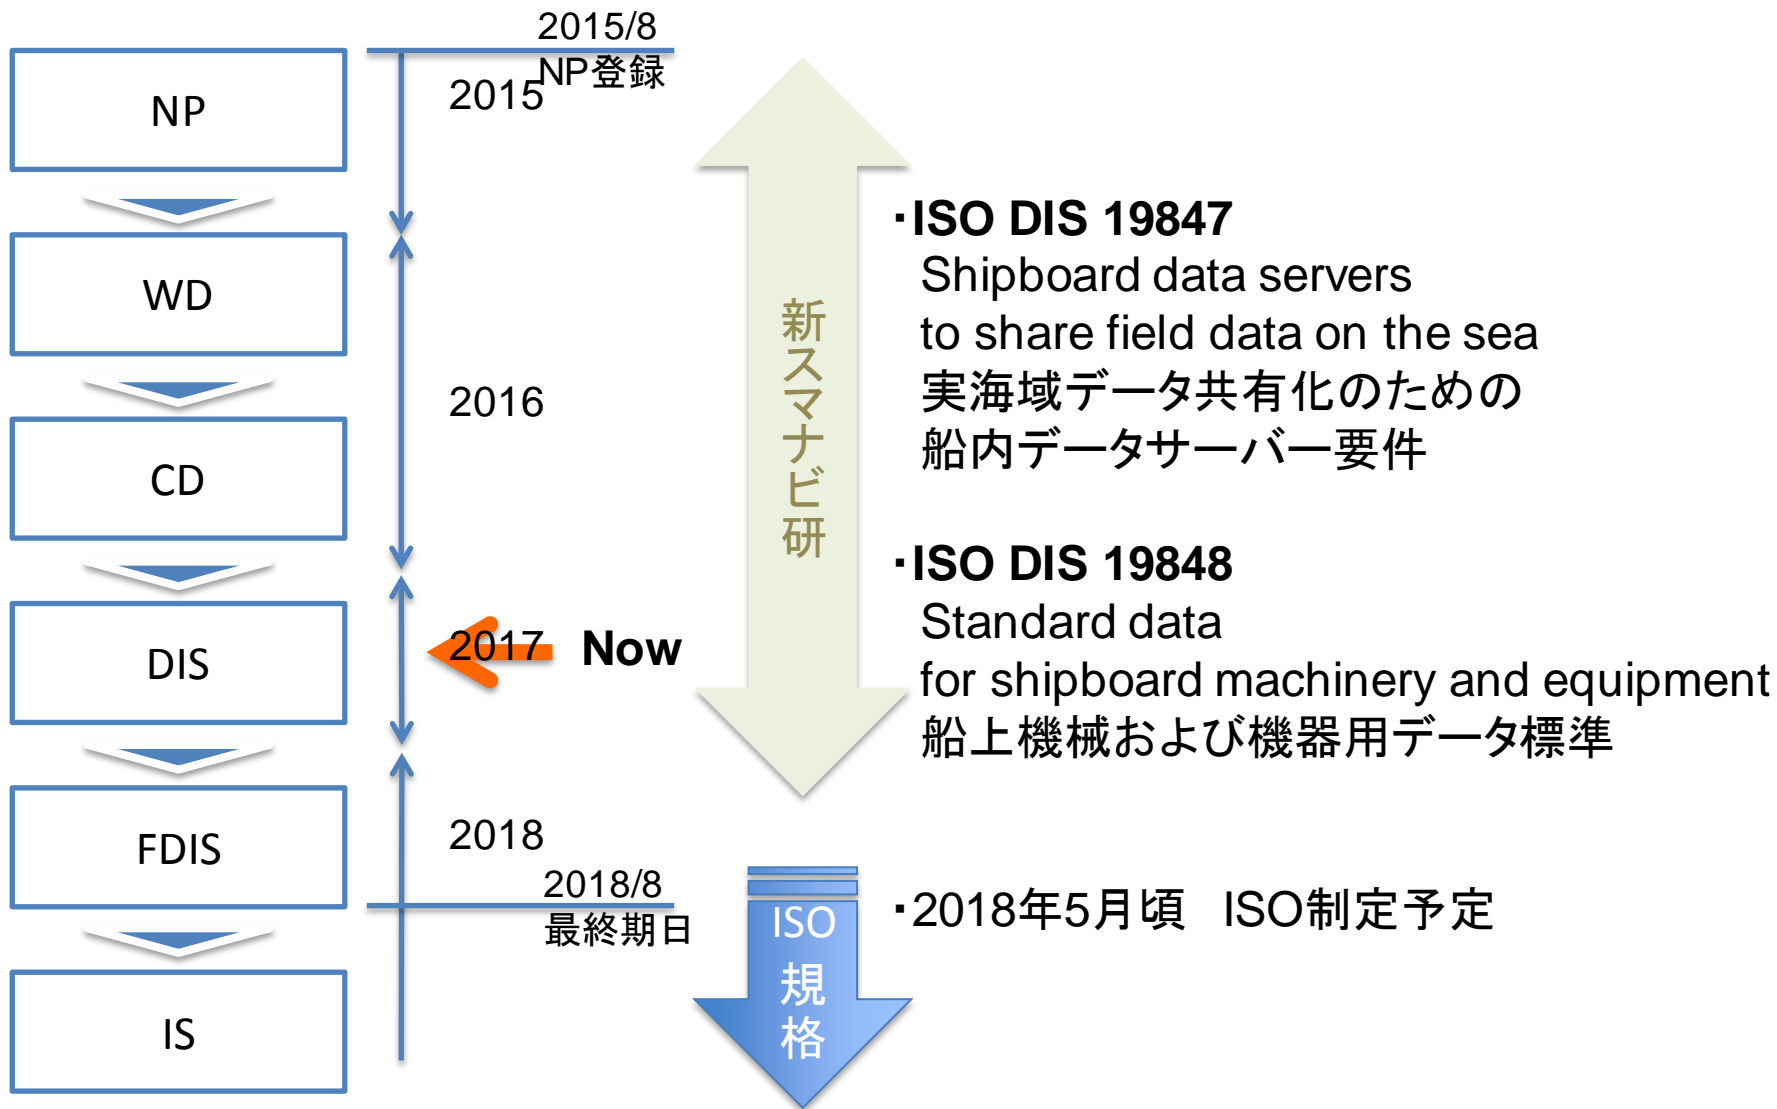 NP
WD
CD
DIS
FDIS
IS
2015/8
NP登録
2015
2016
2017
Now
2018
2018/8
最終期日
新スマナビ研
ISO
規
格
・ISO DIS 19847
Shipboard data servers
to share field data on the sea
実海域データ共有化のための
船内データサーバー要件
・ISO DIS 19848
Standard data
for shipboard machinery and equipment
船上機械および機器用データ標準
・2018年5月頃　ISO制定予定